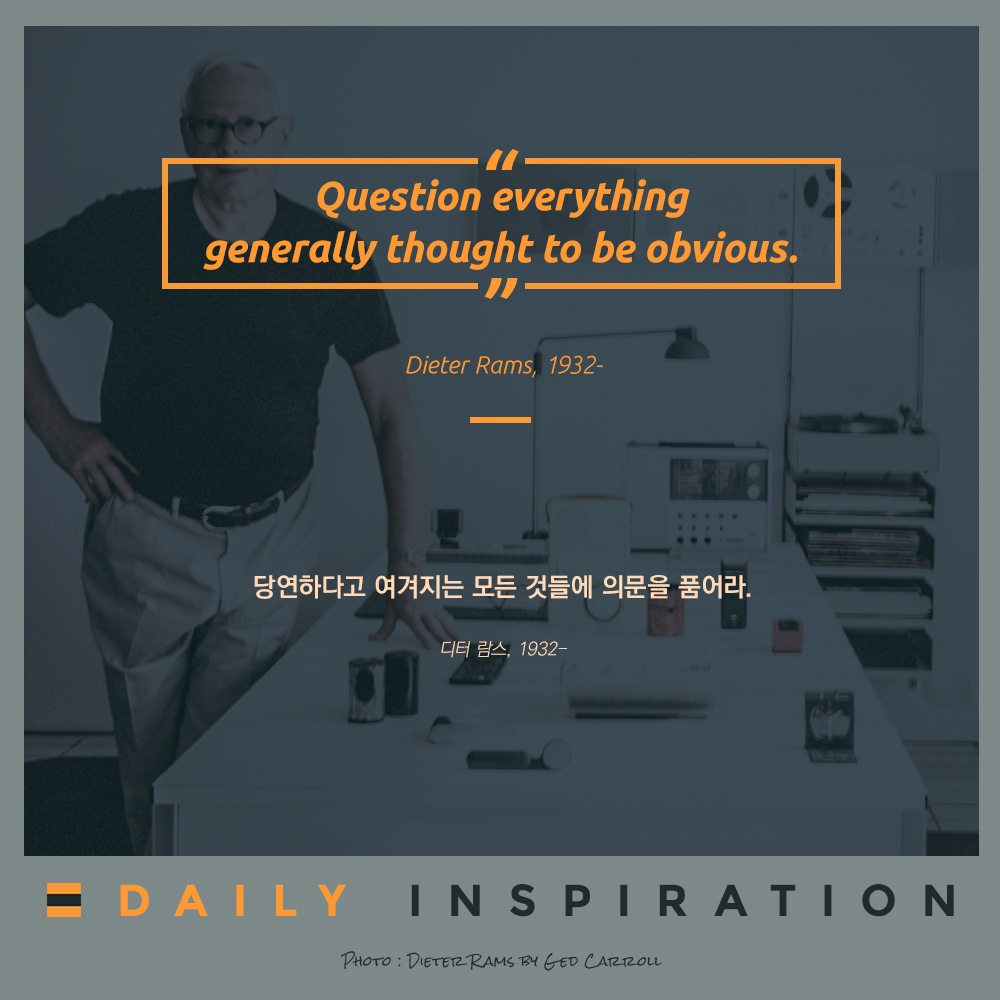 “
Question everything
generally thought to be obvious.
”
Dieter Rams, 1932-
당연하다고 여겨지는 모든 것들에 의문을 품어라.
디터 람스, 1932-
DAILY INSPIRATION
Photo : Dieter Rams by Ged Carroll